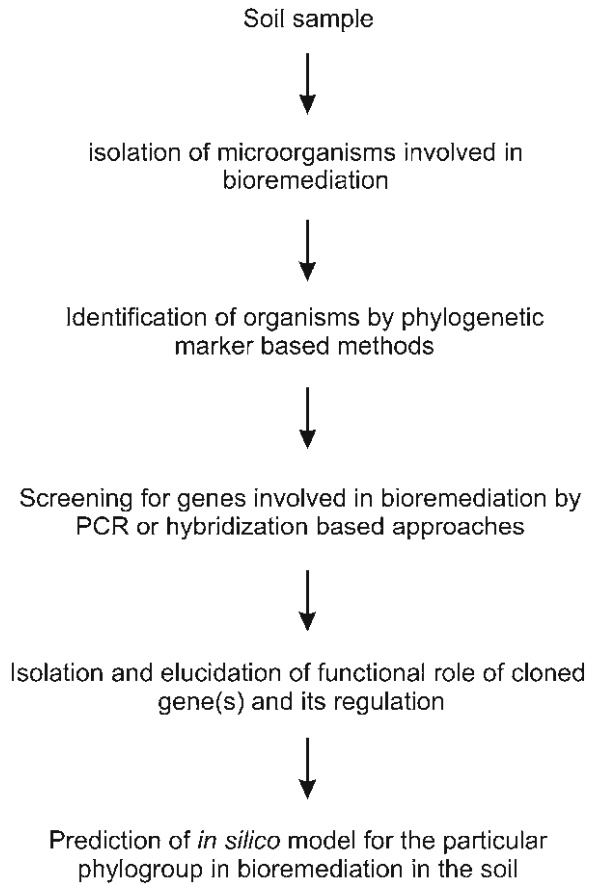 Soil sample
isolation of microorganisms involved in
bioremediation
Identification of organisms by phylogenetic
marker based methods
Screening for genes involved in bioremediation by
PCR or hybridization based approaches
Isolation and elucidation of functional role of cloned
gene(s) and its regulation
Prediction of in silico model for the particular
phylogroup in bioremediation in the soil